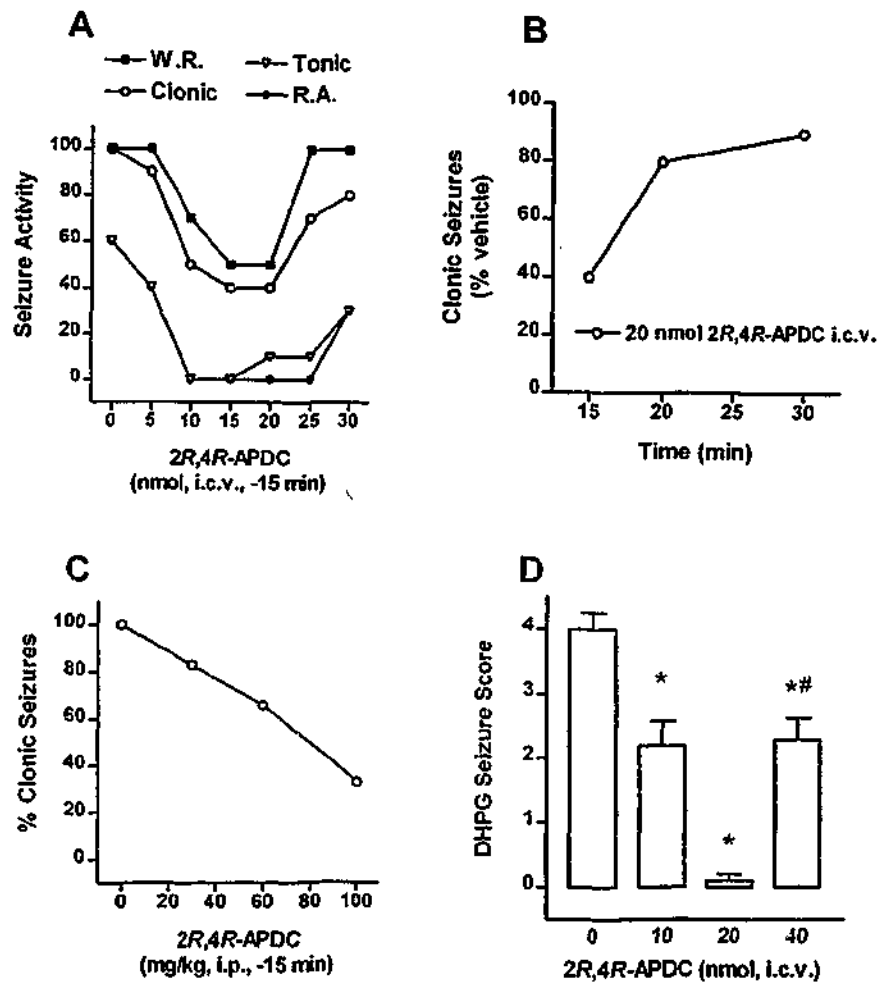 A
W.R. Tonic
Clonic R.A.
100
80
60
40
20
0
Seizure Activity
0 5 10 15 20 25 30
2R,4R-APDC
(nmol, i.c.v., -15 min)
B
100
80
60
40
20
0
Clonic Seizures
(% vehicle)
20 nmol 2R,4R-APDC i.c.v.
15 20 25 30
Time (min)
C
100
80
60
40
20
0
% Clonic Seizures
0 20 40 60 80 100
2R,4R-APDC
(mg/kg, i.p., -15 min)
D
4
3
2
1
0
DHPG Seizure Score
*
*
*#
0 10 20 40
2R,4R-APDC (nmol, i.c.v.)